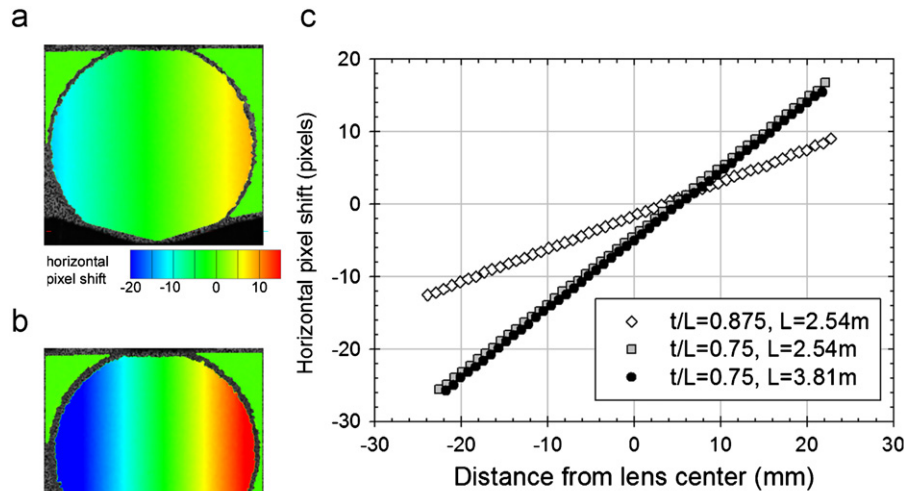 a
horizontal
pixel shift
-20 -10 0 10
b
c
Horizontal pixel shift (pixels)
20
10
0
-10
-20
-30
-30 -20 -10 0 10 20 30
Distance from lens center (mm)
t/L=0.875, L=2.54m
t/L=0.75, L=2.54m
t/L=0.75, L=3.81m